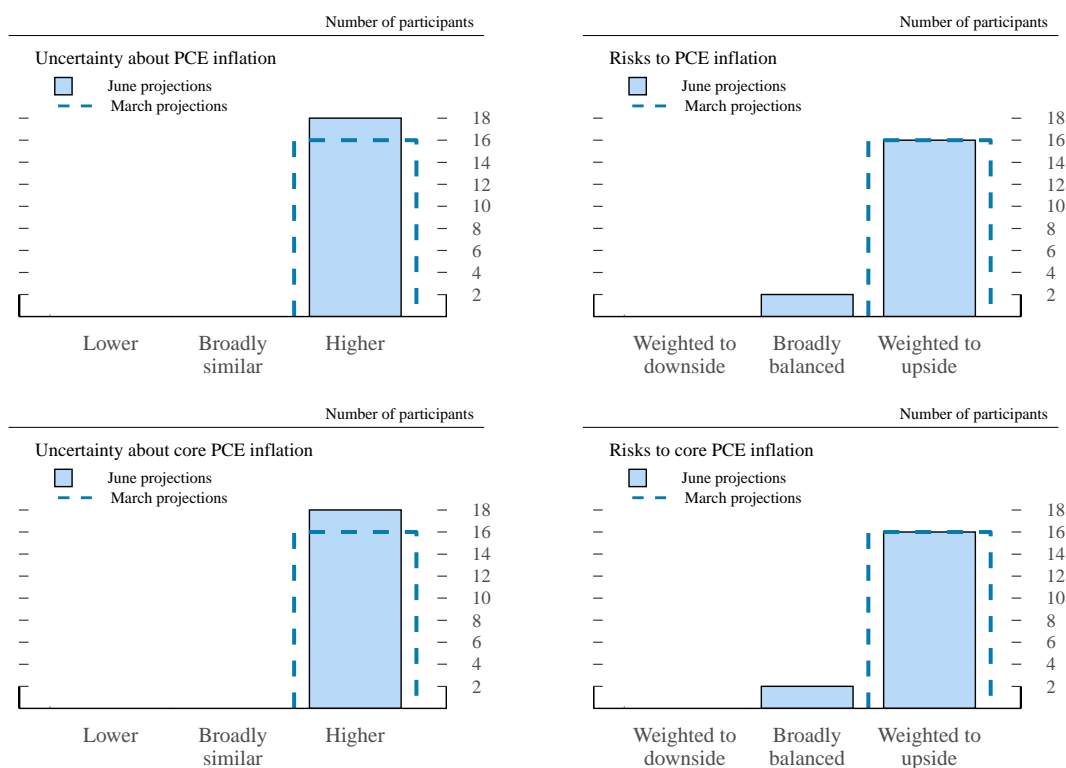 Number of participants
Uncertainty about PCE inflation
June projections
March projections
18
16
14
12
10
8
6
4
2
Lower Broadly similar Higher
Number of participants
Risks to PCE inflation
June projections
March projections
18
16
14
12
10
8
6
4
2
Weighted to downside Broadly balanced Weighted to upside
Number of participants
Uncertainty about core PCE inflation
June projections
March projections
18
16
14
12
10
8
6
4
2
Lower Broadly similar Higher
Number of participants
Risks to core PCE inflation
June projections
March projections
18
16
14
12
10
8
6
4
2
Weighted to downside Broadly balanced Weighted to upside